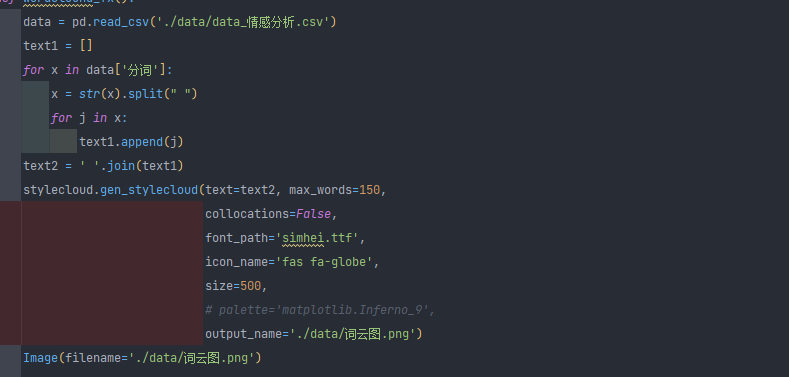 data = pd.read_csv('./data/data_情感分析.csv')
text1 = []
for x in data['分词']:
x = str(x).split(" ")
for j in x:
text1.append(j)
text2 = ' '.join(text1)
stylecloud.gen_stylecloud(text=text2, max_words=150,
collocations=False,
font_path='simhei.ttf',
icon_name='fas fa-globe',
size=500,
# palette='matplotlib.Inferno_9',
output_name='./data/词云图.png')
Image(filename='./data/词云图.png')